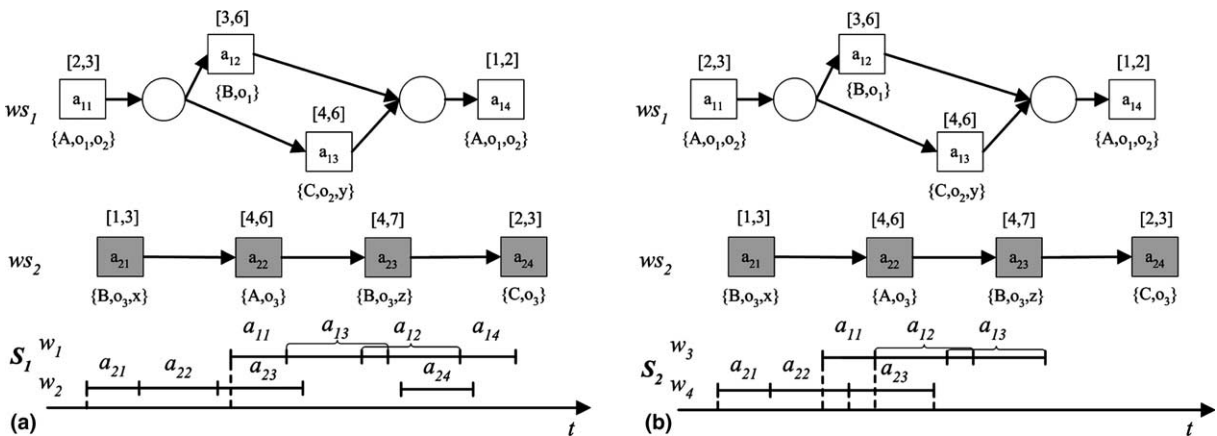 [3,6]
[2,3] a12 [1,2]
a11 {B,o1} a14
ws1 [4,6]
{A,o1,o2} a13 {A,o1,o2}
{C,o2,y}
[1,3] [4,6] [4,7] [2,3]
ws2 a21 a22 a23 a24
{B,o3,x} {A,o3} {B,o3,z} {C,o3}
a11 a13 a12 a14
S1 w1
a21 a22 a23 a24
w2
(a) t
[3,6]
[2,3] a12 [1,2]
a11 {B,o1} a14
ws1 [4,6]
{A,o1,o2} a13 {A,o1,o2}
{C,o2,y}
[1,3] [4,6] [4,7] [2,3]
ws2 a21 a22 a23 a24
{B,o3,x} {A,o3} {B,o3,z} {C,o3}
a11 a12 a13
S2 w3
a21 a22 a23
w4
(b) t